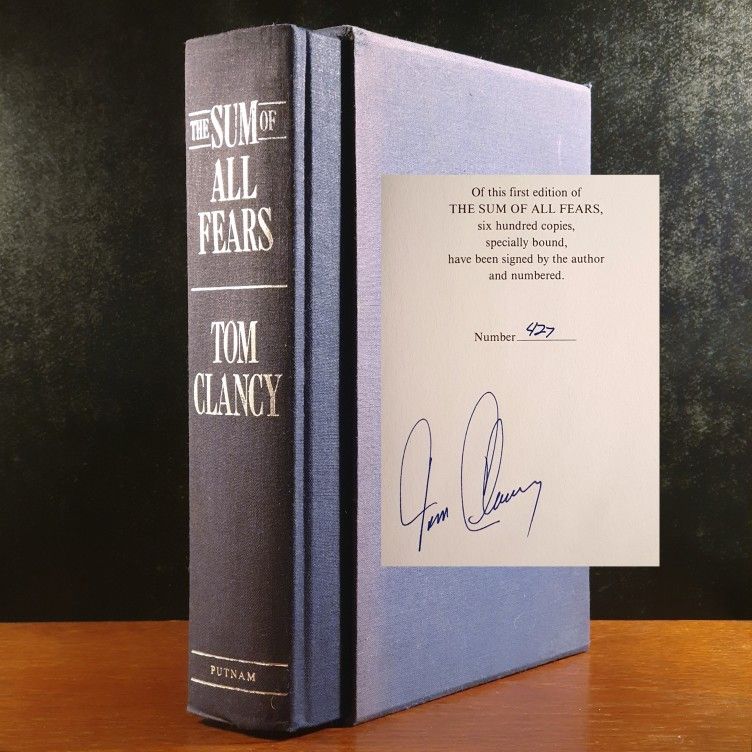 THE SUM OF
ALL
FEARS
TOM
CLANCY
PUTNAM
Of this first edition of
THE SUM OF ALL FEARS,
six hundred copies,
specially bound,
have been signed by the author
and numbered.
Number 427
Tom Clancy